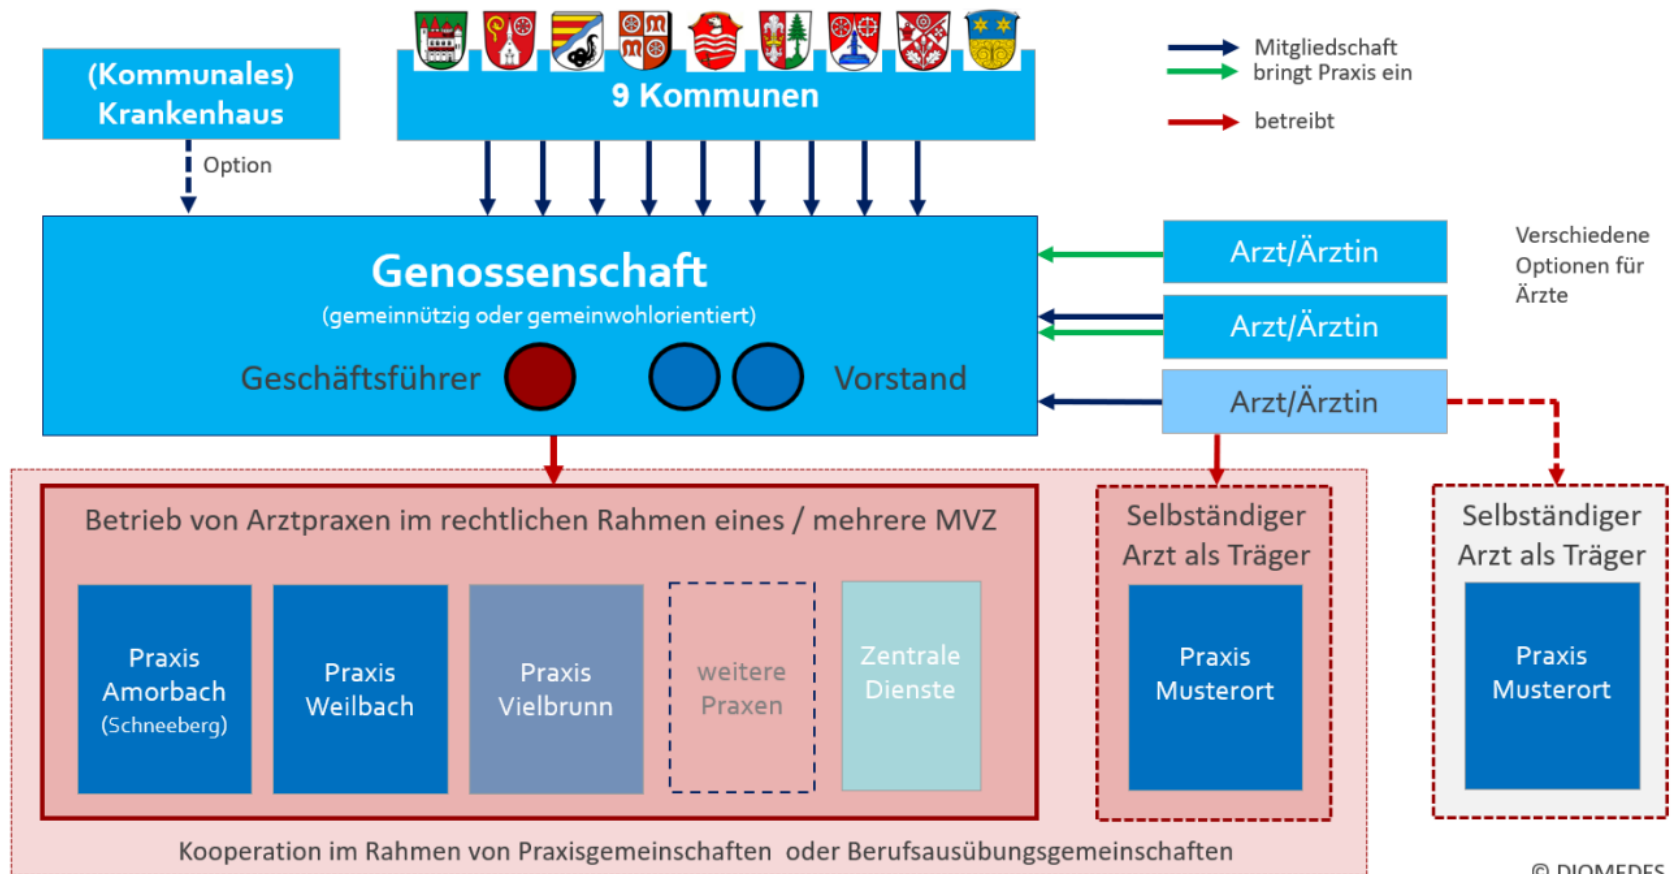 (Kommunales)
Krankenhaus
9 Kommunen
Mitgliedschaft
bringt Praxis ein
betreibt
Option
Genossenschaft
(gemeinnützig oder gemeinwohlorientiert)
Geschäftsführer
Vorstand
Arzt/Ärztin
Arzt/Ärztin
Arzt/Ärztin
Verschiedene
Optionen für
Ärzte
Betrieb von Arztpraxen im rechtlichen Rahmen eines / mehrere MVZ
Praxis
Amorbach
(Schneeberg)
Praxis
Weilbach
Praxis
Vielbrunn
weitere
Praxen
Zentrale
Dienste
Selbständiger
Arzt als Träger
Praxis
Musterort
Selbständiger
Arzt als Träger
Praxis
Musterort
Kooperation im Rahmen von Praxisgemeinschaften oder Berufsausübungsgemeinschaften
© DIOMEDES